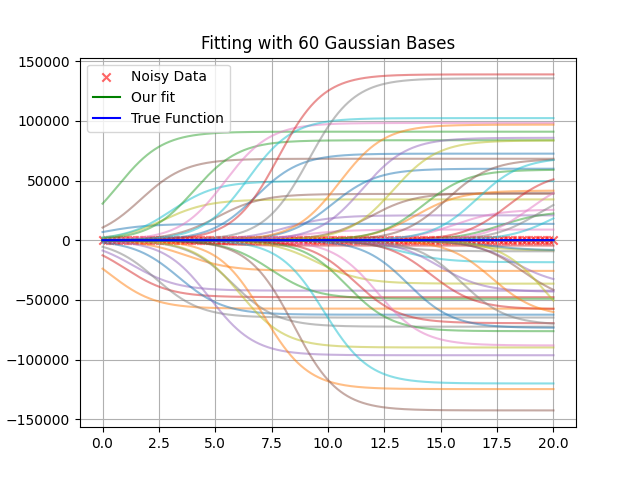 Fitting with 60 Gaussian Bases
150000
100000
50000
0
−50000
−100000
−150000
Noisy Data
Our fit
True Function
0.0 2.5 5.0 7.5 10.0 12.5 15.0 17.5 20.0